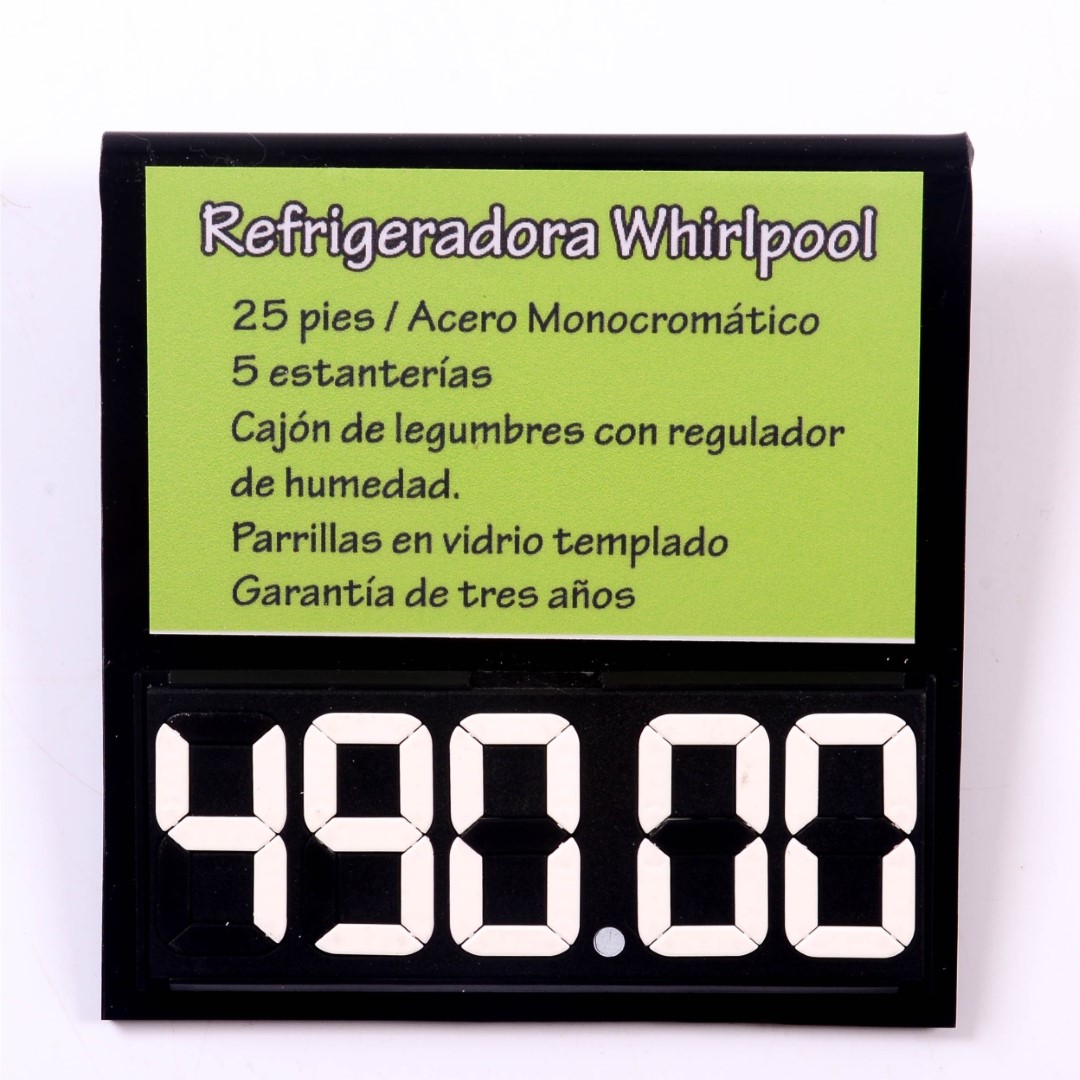 Refrigeradora Whirlpool
25 pies / Acero Monocromático
5 estanterías
Cajón de legumbres con regulador
de humedad.
Parrillas en vidrio templado
Garantía de tres años
490.00